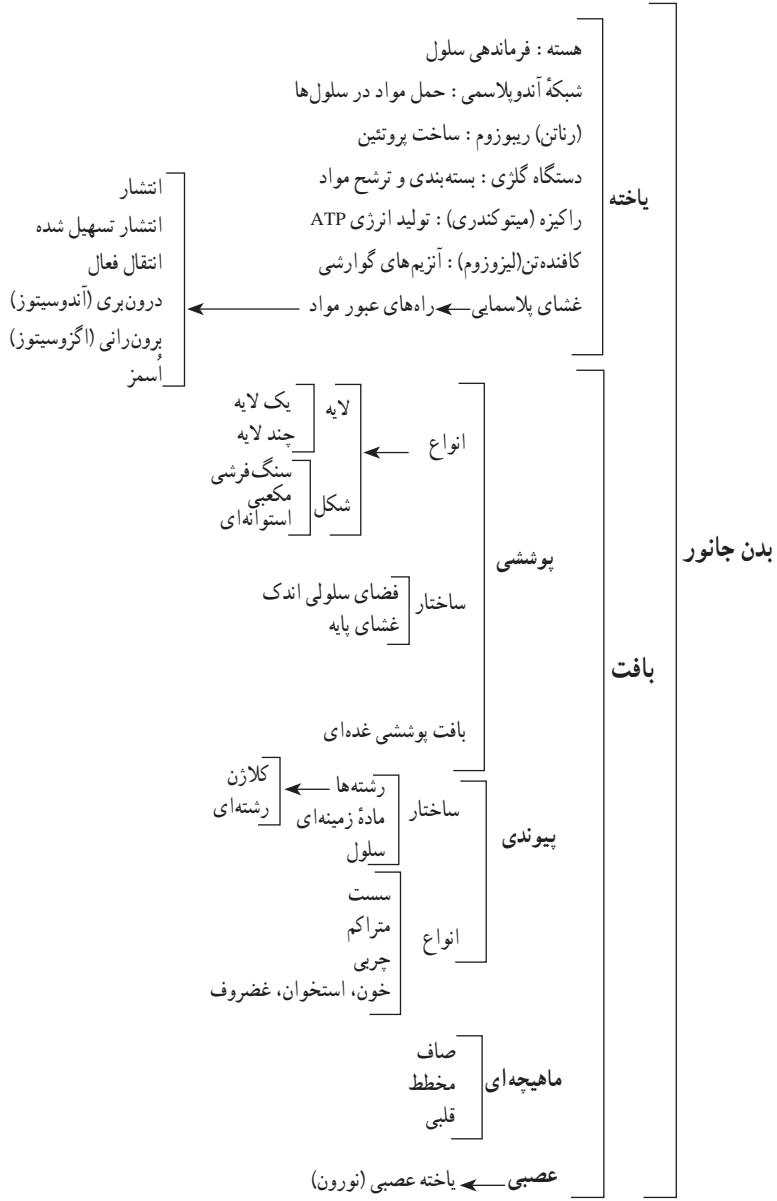 بدن جانور
یاخته
هسته : فرماندهی سلول
شبکهٔ آندوپلاسمی : حمل مواد در سلول‌ها
(رناتن) ریبوزوم : ساخت پروتئین
دستگاه گلژی : بسته‌بندی و ترشح مواد
راکیزه (میتوکندری) : تولید انرژی ATP
کافنده‌تن(لیزوزوم) : آنزیم‌های گوارشی
غشای پلاسمایی راه‌های عبور مواد
انتشار
انتشار تسهیل شده
انتقال فعال
درون‌بری (آندوسیتوز)
برون‌رانی (اگزوسیتوز)
اُسمز
بافت
پوششی
انواع
لایه
یک لایه
چند لایه
شکل
سنگ‌فرشی
مکعبی
استوانه‌ای
ساختار
فضای سلولی اندک
غشای پایه
بافت پوششی غده‌ای
پیوندی
ساختار
رشته‌ها
کلاژن
رشته‌ای
مادهٔ زمینه‌ای
سلول
انواع
سست
متراکم
چربی
خون، استخوان، غضروف
ماهیچه‌ای
صاف
مخطط
قلبی
عصبی یاخته عصبی (نورون)